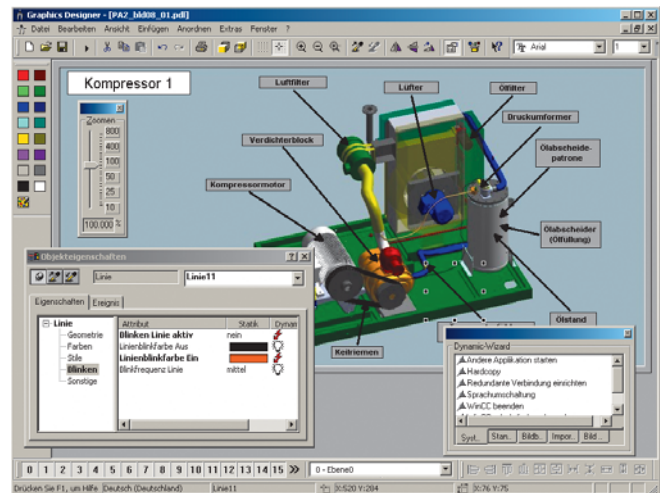 Graphics Designer - [PA2_bld08_01.pdl]
Datei Bearbeiten Ansicht Einfügen Anordnen Extras Fenster ?
Arial 1
Kompressor 1
Luftfilter
Lüfter
Ölfilter
Druckumformer
Verdichterblock
Ölabscheide-
patrone
Kompressormotor
Ölabscheider
(Ölfüllung)
Ölstand
Keilriemen
Zoomen
800
400
200
100
50
25
10
100.000 %
Objekteigenschaften
Linie Linie11
Eigenschaften Ereignis
Linie
Geometrie
Farben
Stile
Blinken
Sonstige
Attribut Statik Dynam
Blinken Linie aktiv nein
Linienblinkfarbe Aus
Linienblinkfarbe Ein
Blinkfrequenz Linie mittel
Dynamic-Wizard
Andere Applikation starten
Hardcopy
Redundante Verbindung einrichten
Sprachumschaltung
WinCC beenden
Syst.. Stan.. Bildb.. Impor.. Bild ...
0 1 2 3 4 5 6 7 8 9 10 11 12 13 14 15
0 - Ebene0
Drücken Sie F1, um Hilfe Deutsch (Deutschland) Linie11 X:520 Y:204 X:76 Y:75